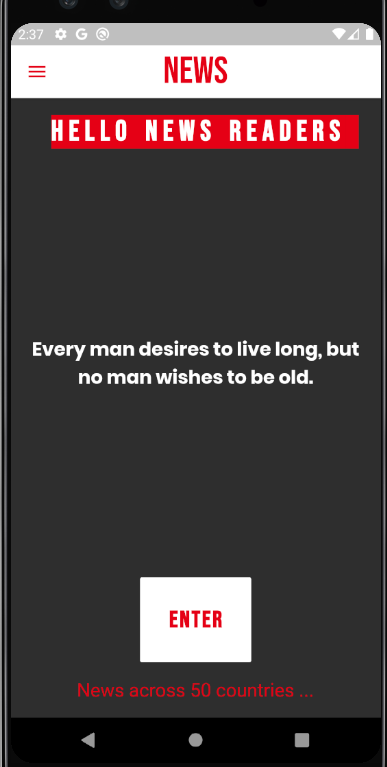 2:37
NEWS
HELLO NEWS READERS
Every man desires to live long, but
no man wishes to be old.
ENTER
News across 50 countries ...